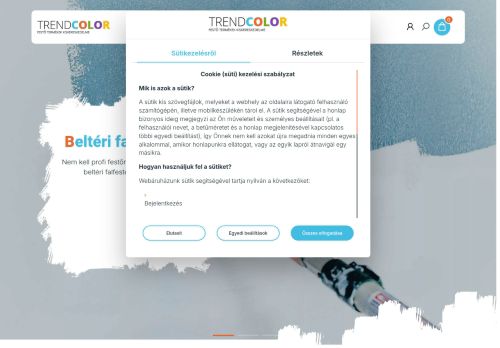 TRENDCOLOR
FESTŐ TERMÉKEK KISKERESKEDELME
0
TRENDCOLOR
FESTŐ TERMÉKEK KISKERESKEDELME
Sütikezelésről
Részletek
Cookie (süti) kezelési szabályzat
Mik is azok a sütik?
A sütik kis szövegfájlok, melyeket a webhely az oldalaira látogató felhasználó
számítógépén, illetve mobilkészülékén tárol el. A sütik segítségével a honlap
bizonyos ideig megjegyzi az Ön műveleteit és személyes beállításait (pl. a
felhasználói nevet, a betűméretet és a honlap megjelenítésével kapcsolatos
többi egyedi beállítást), így Önnek nem kell azokat újra megadnia minden egyes
alkalommal, amikor honlapunkra ellátogat, vagy az egyik lapról átnavigál egy
másikra.
Hogyan használjuk fel a sütiket?
Webáruházunk sütik segítségével tartja nyilván a következőket:
Bejelentkezés
Elutasít
Egyedi beállítások
Összes elfogadása
Beltéri fa
Nem kell profi festőn
beltéri falfeste